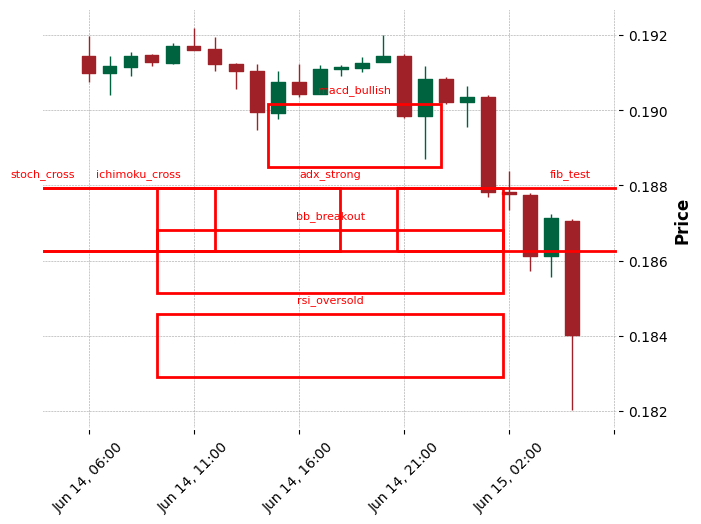 0.192
macd_bullish
0.190
stoch_cross ichimoku_cross adx_strong fib_test
0.188
bb_breakout
Price
0.186
rsi_oversold
0.184
0.182
Jun 14, 06:00
Jun 14, 11:00
Jun 14, 16:00
Jun 14, 21:00
Jun 15, 02:00